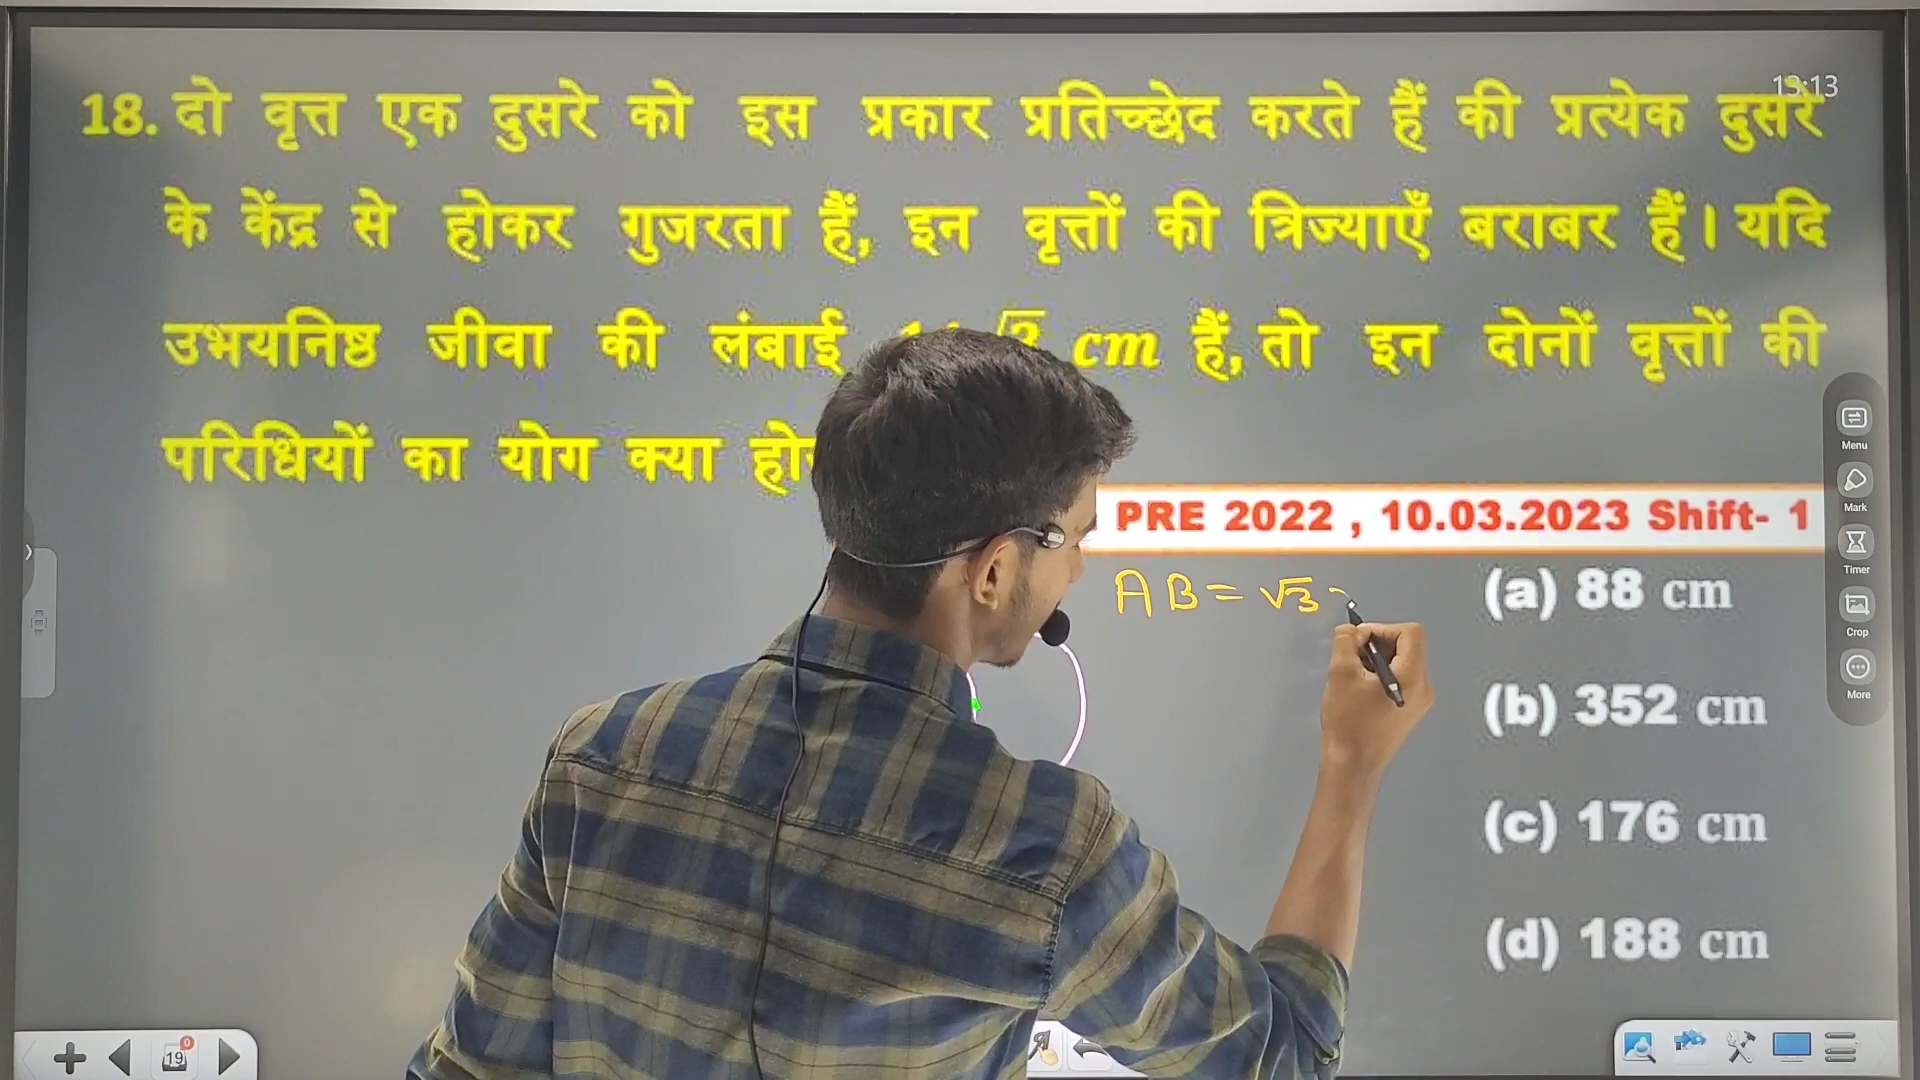 13:13
18. दो वृत्त एक दुसरे को इस प्रकार प्रतिच्छेद करते हैं की प्रत्येक दुसरे
के केंद्र से होकर गुजरता हैं, इन वृत्तों की त्रिज्याएँ बराबर हैं। यदि
उभयनिष्ठ जीवा की लंबाई cm हैं, तो इन दोनों वृत्तों की
परिधियों का योग क्या
PRE 2022 , 10.03.2023 Shift- 1
AB = √3
(a) 88 cm
(b) 352 cm
(c) 176 cm
(d) 188 cm
Menu
Mark
Timer
Crop
More
19
0